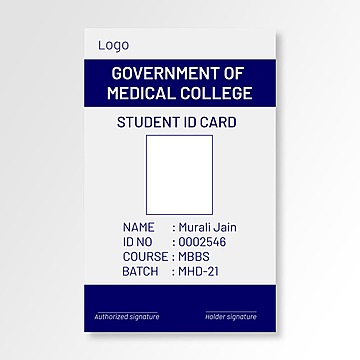 Logo
GOVERNMENT OF
MEDICAL COLLEGE
STUDENT ID CARD
NAME : Murali Jain
ID NO : 0002546
COURSE : MBBS
BATCH : MHD-21
Authorized signature Holder signature